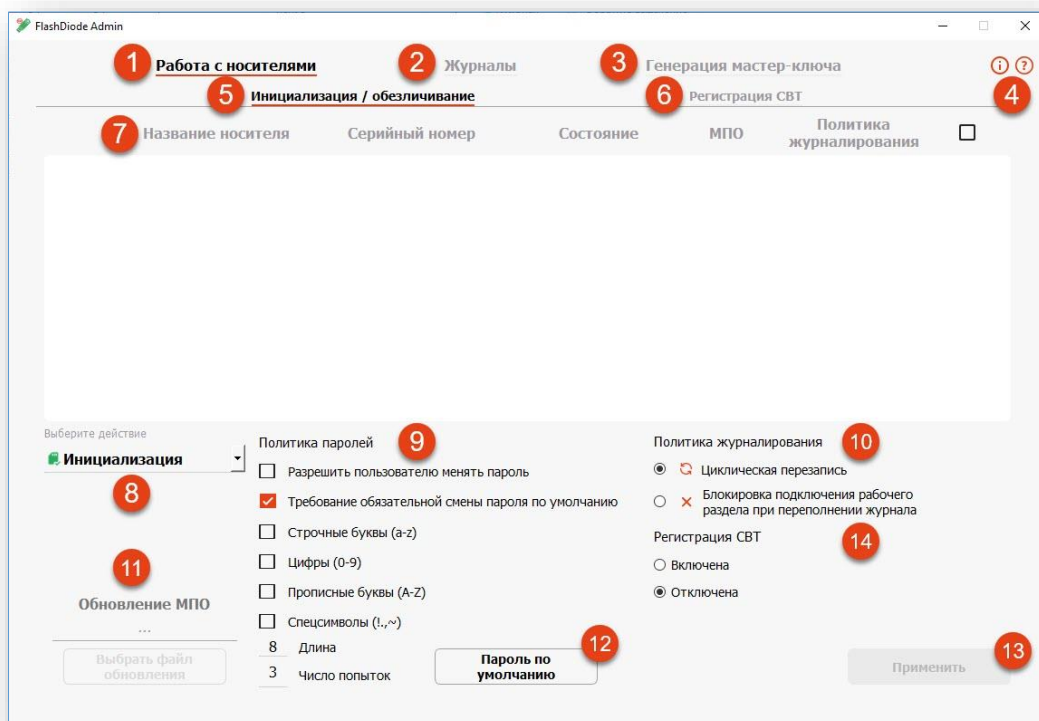 FlashDiode Admin
1 Работа с носителями 2 Журналы 3 Генерация мастер-ключа i ?
5 Инициализация / обезличивание 6 Регистрация СВТ 4
7 Название носителя Серийный номер Состояние МПО Политика
журналирования
Выберите действие
Инициализация
8
11
Обновление МПО
...
Выбрать файл
обновления
Политика паролей 9
Разрешить пользователю менять пароль
Требование обязательной смены пароля по умолчанию
Строчные буквы (a-z)
Цифры (0-9)
Прописные буквы (A-Z)
Спецсимволы (!.,~)
8 Длина
3 Число попыток
Пароль по
умолчанию
12
Политика журналирования 10
Циклическая перезапись
Блокировка подключения рабочего
раздела при переполнении журнала
Регистрация СВТ 14
Включена
Отключена
Применить 13